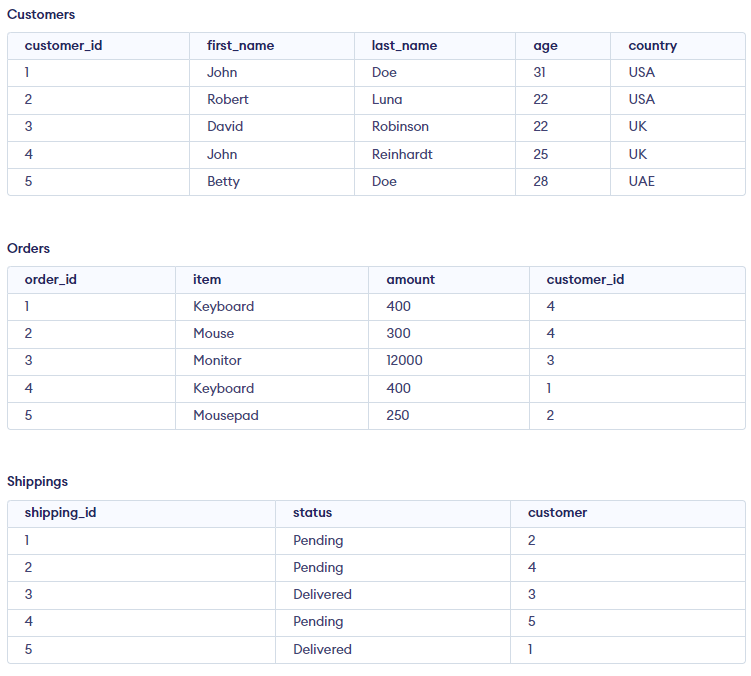 Customers
customer_id first_name last_name age country
1 John Doe 31 USA
2 Robert Luna 22 USA
3 David Robinson 22 UK
4 John Reinhardt 25 UK
5 Betty Doe 28 UAE
Orders
order_id item amount customer_id
1 Keyboard 400 4
2 Mouse 300 4
3 Monitor 12000 3
4 Keyboard 400 1
5 Mousepad 250 2
Shippings
shipping_id status customer
1 Pending 2
2 Pending 4
3 Delivered 3
4 Pending 5
5 Delivered 1